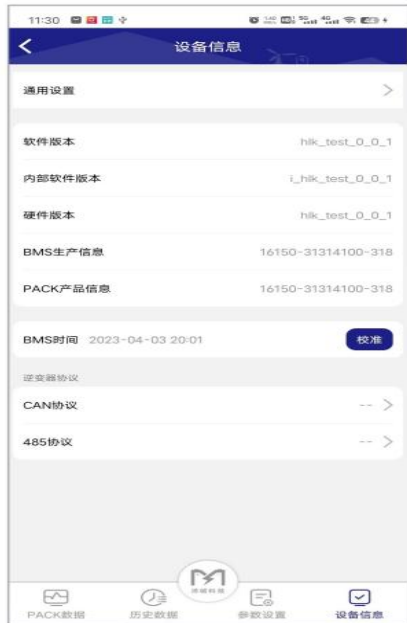 11:30
设备信息
通用设置
软件版本 hlk_test_0_0_1
内部软件版本 i_hlk_test_0_0_1
硬件版本 hlk_test_0_0_1
BMS生产信息 16150-31314100-318
PACK产品信息 16150-31314100-318
BMS时间 2023-04-03 20:01 校准
逆变器协议
CAN协议 -- 
485协议 -- 
PACK数据 历史数据 参数设置 设备信息